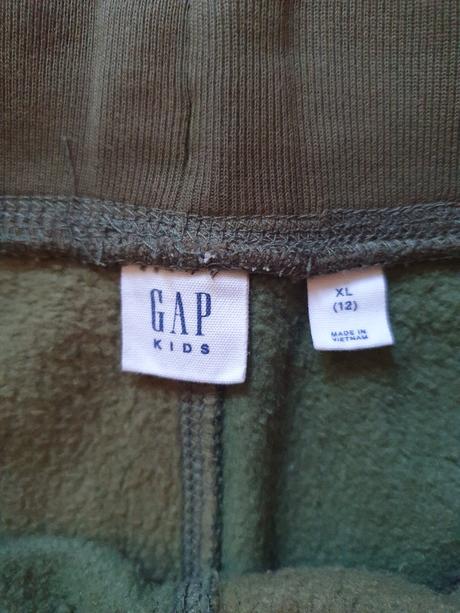 GAP
KIDS
XL
(12)
MADE IN
VIETNAM